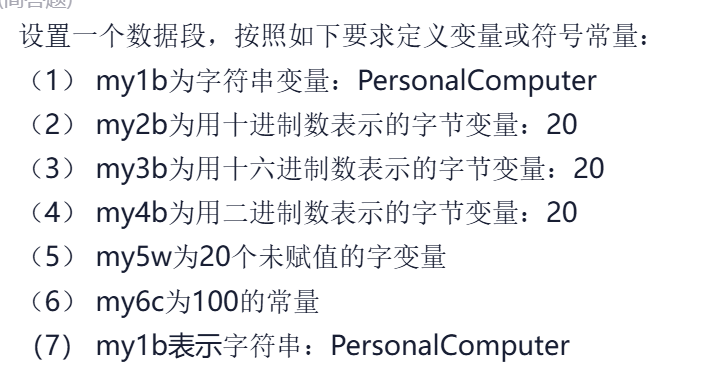 (简答题)
设置一个数据段，按照如下要求定义变量或符号常量：
（1） my1b为字符串变量：PersonalComputer
（2） my2b为用十进制数表示的字节变量：20
（3） my3b为用十六进制数表示的字节变量：20
（4） my4b为用二进制数表示的字节变量：20
（5） my5w为20个未赋值的字变量
（6） my6c为100的常量
（7） my1b表示字符串：PersonalComputer